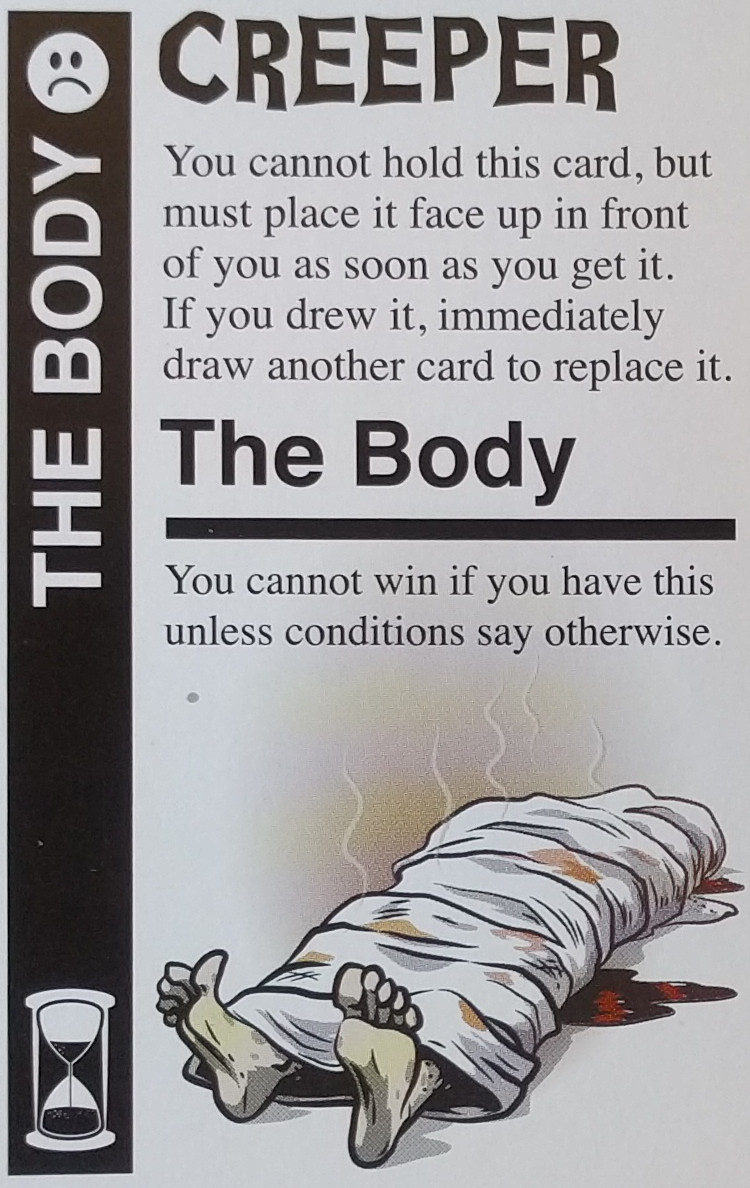 THE BODY
CREEPER
You cannot hold this card, but
must place it face up in front
of you as soon as you get it.
If you drew it, immediately
draw another card to replace it.
The Body
You cannot win if you have this
unless conditions say otherwise.